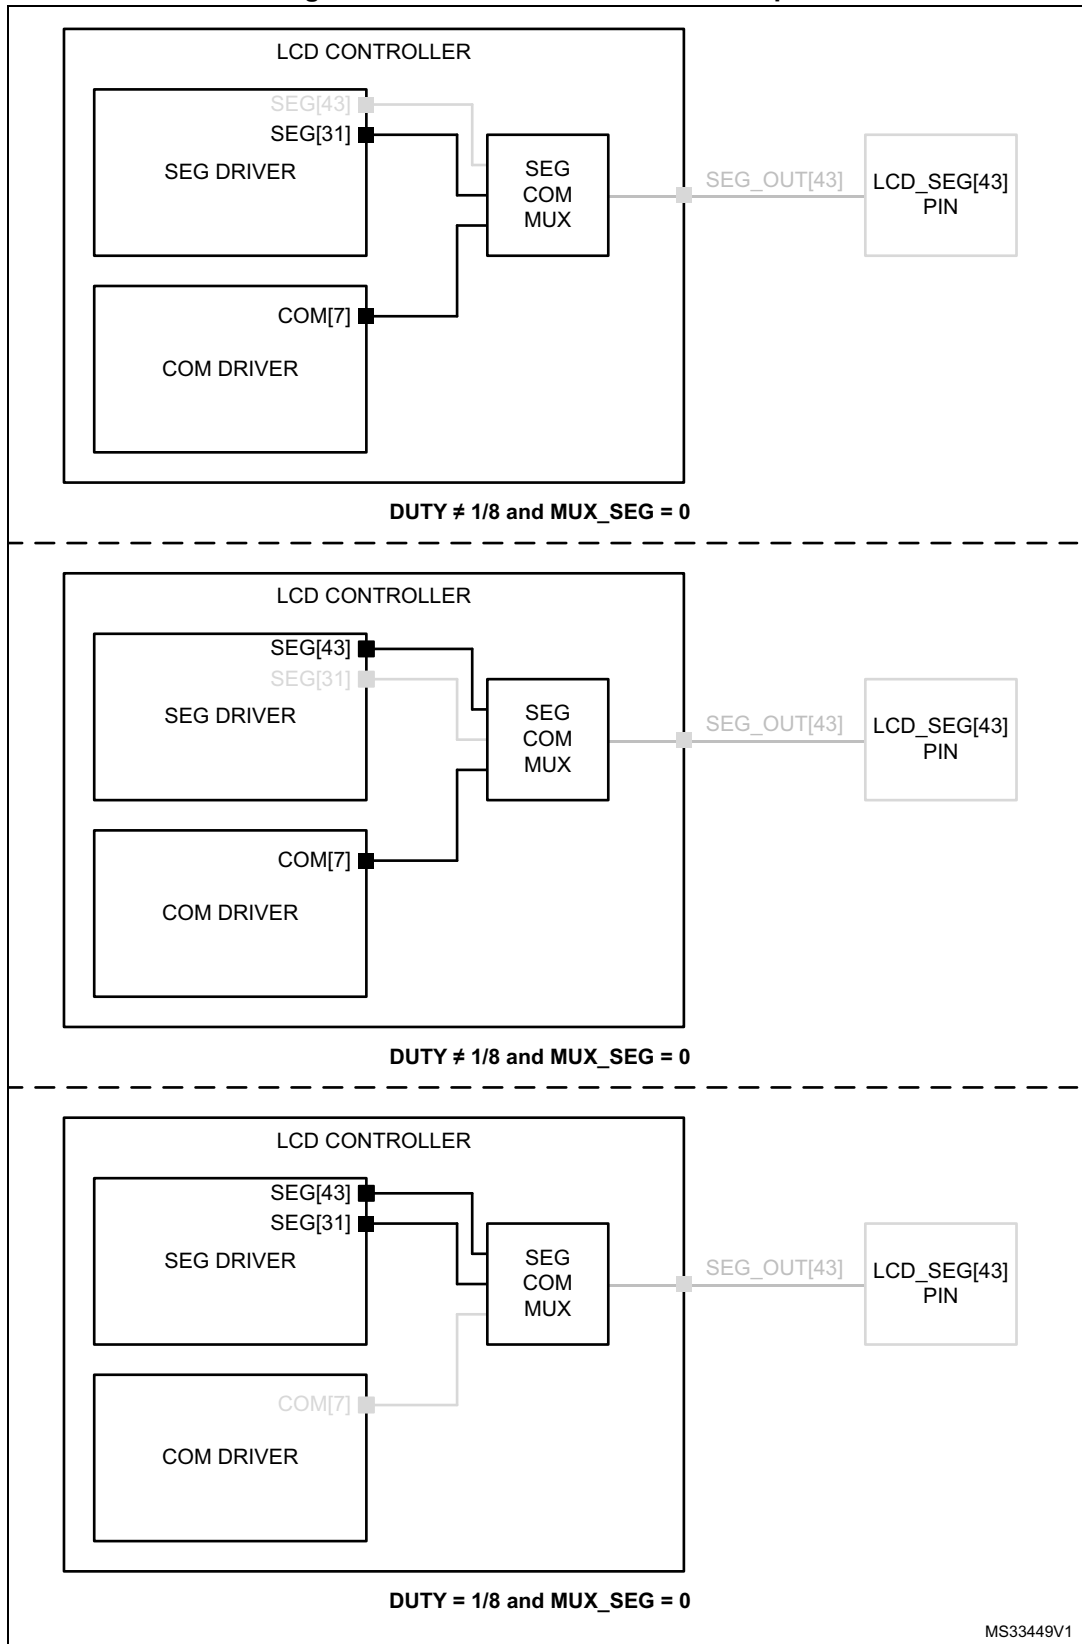 LCD CONTROLLER
SEG[43]
SEG[31]
SEG DRIVER
SEG
COM
MUX
SEG_OUT[43]
LCD_SEG[43]
PIN
COM[7]
COM DRIVER
DUTY ≠ 1/8 and MUX_SEG = 0
LCD CONTROLLER
SEG[43]
SEG[31]
SEG DRIVER
SEG
COM
MUX
SEG_OUT[43]
LCD_SEG[43]
PIN
COM[7]
COM DRIVER
DUTY ≠ 1/8 and MUX_SEG = 0
LCD CONTROLLER
SEG[43]
SEG[31]
SEG DRIVER
SEG
COM
MUX
SEG_OUT[43]
LCD_SEG[43]
PIN
COM[7]
COM DRIVER
DUTY = 1/8 and MUX_SEG = 0
MS33449V1